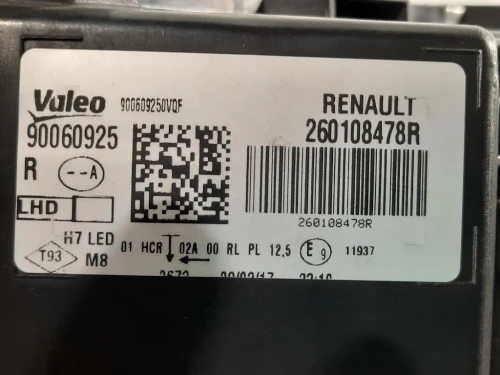 Valeo 90060925OVQF RENAULT
90060925 260108478R
R --A
LHD 260108478R
H7 LED 01 HCR 02A 00 RL PL 12,5 E9 11937
T93 M8